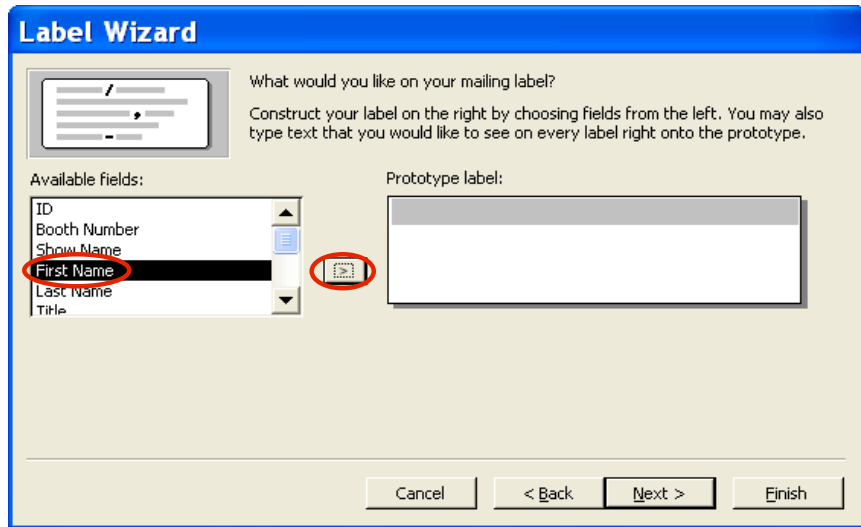 Label Wizard
What would you like on your mailing label?
Construct your label on the right by choosing fields from the left. You may also
type text that you would like to see on every label right onto the prototype.
Available fields:
Prototype label:
ID
Booth Number
Show Name
First Name
>
Last Name
Title
Cancel
< Back
Next >
Finish